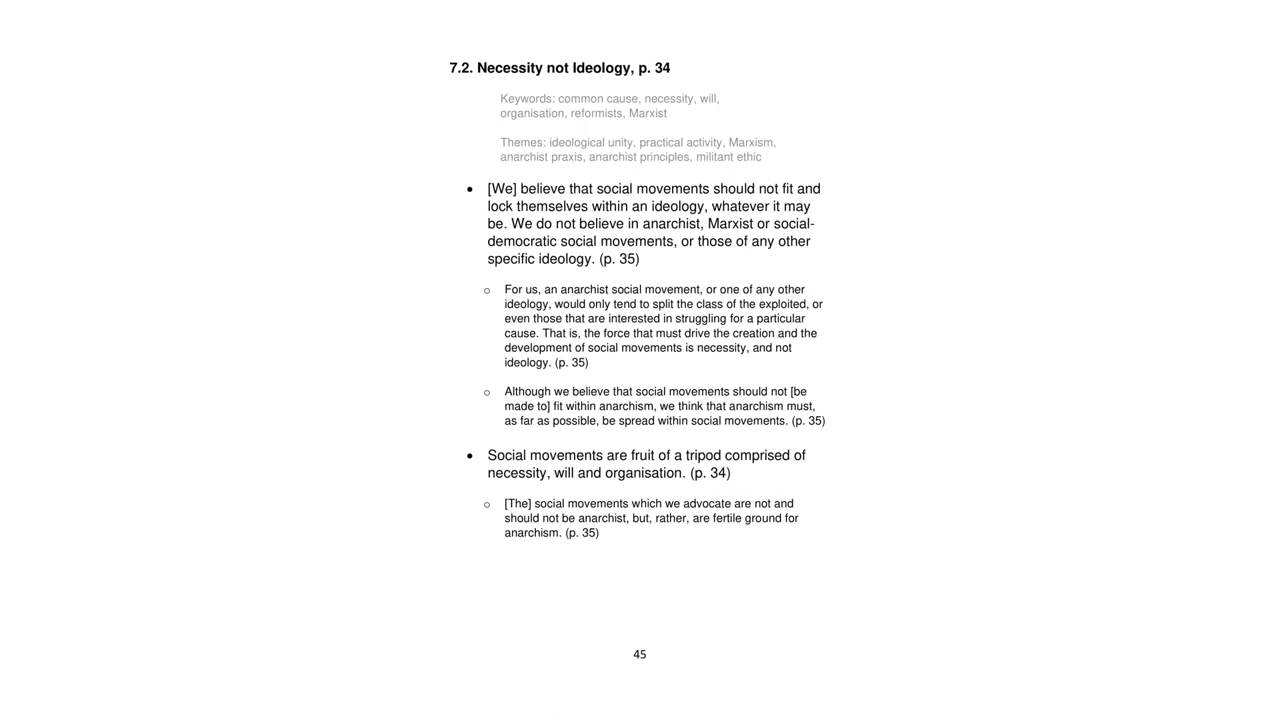 7.2. Necessity not Ideology, p. 34
Keywords: common cause, necessity, will,
organisation, reformists, Marxist
Themes: ideological unity, practical activity, Marxism,
anarchist praxis, anarchist principles, militant ethic
• [We] believe that social movements should not fit and
lock themselves within an ideology, whatever it may
be. We do not believe in anarchist, Marxist or social-
democratic social movements, or those of any other
specific ideology. (p. 35)
o For us, an anarchist social movement, or one of any other
ideology, would only tend to split the class of the exploited, or
even those that are interested in struggling for a particular
cause. That is, the force that must drive the creation and the
development of social movements is necessity, and not
ideology. (p. 35)
o Although we believe that social movements should not [be
made to] fit within anarchism, we think that anarchism must,
as far as possible, be spread within social movements. (p. 35)
• Social movements are fruit of a tripod comprised of
necessity, will and organisation. (p. 34)
o [The] social movements which we advocate are not and
should not be anarchist, but, rather, are fertile ground for
anarchism. (p. 35)
45